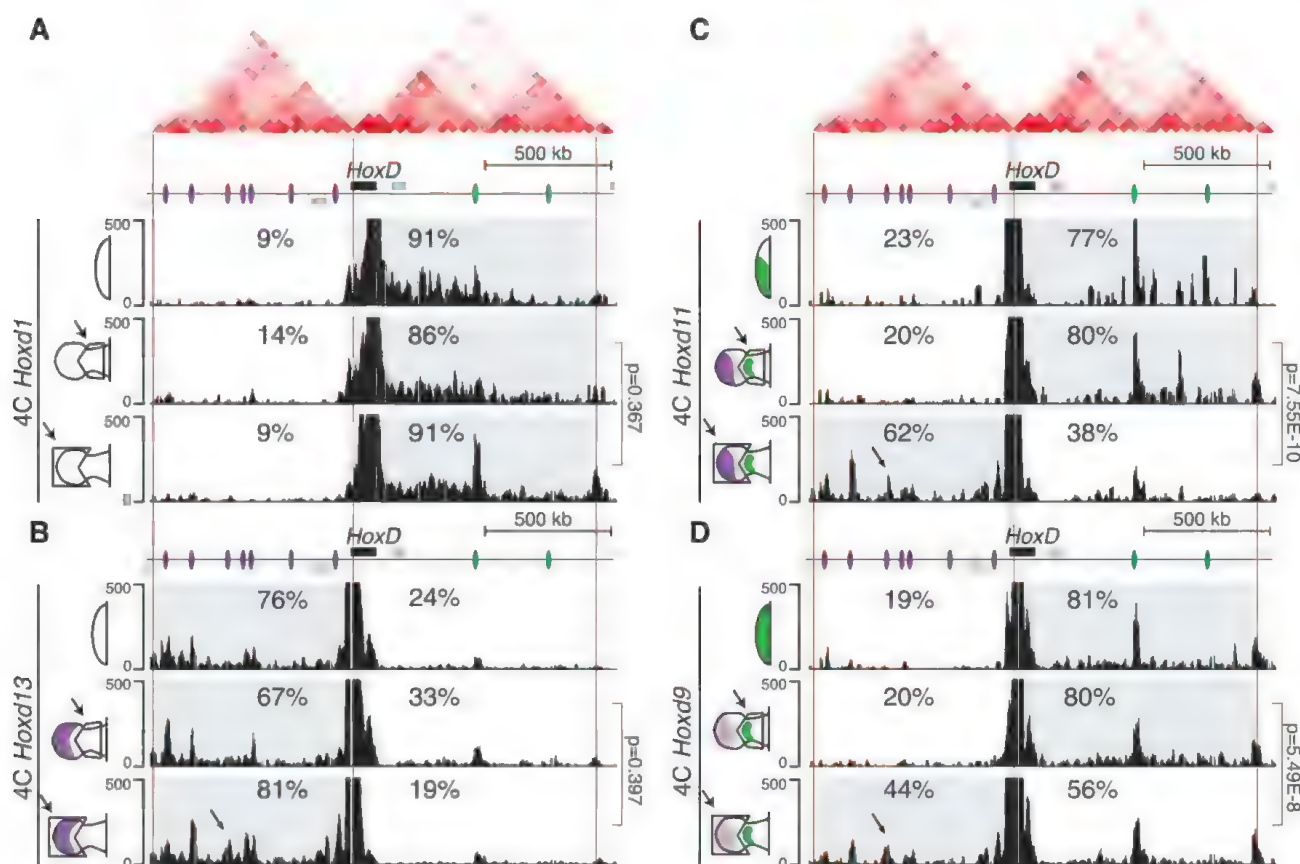 A
500 kb
HoxD
4C Hoxd1
500
0
9%
91%
500
0
14%
86%
500
0
9%
91%
p=0.367
B
500 kb
HoxD
4C Hoxd13
500
0
76%
24%
500
0
67%
33%
500
0
81%
19%
p=0.397
C
500 kb
HoxD
4C Hoxd11
500
0
23%
77%
500
0
20%
80%
500
0
62%
38%
p=7.55E-10
D
500 kb
HoxD
4C Hoxd9
500
0
19%
81%
500
0
20%
80%
500
0
44%
56%
p=5.49E-8